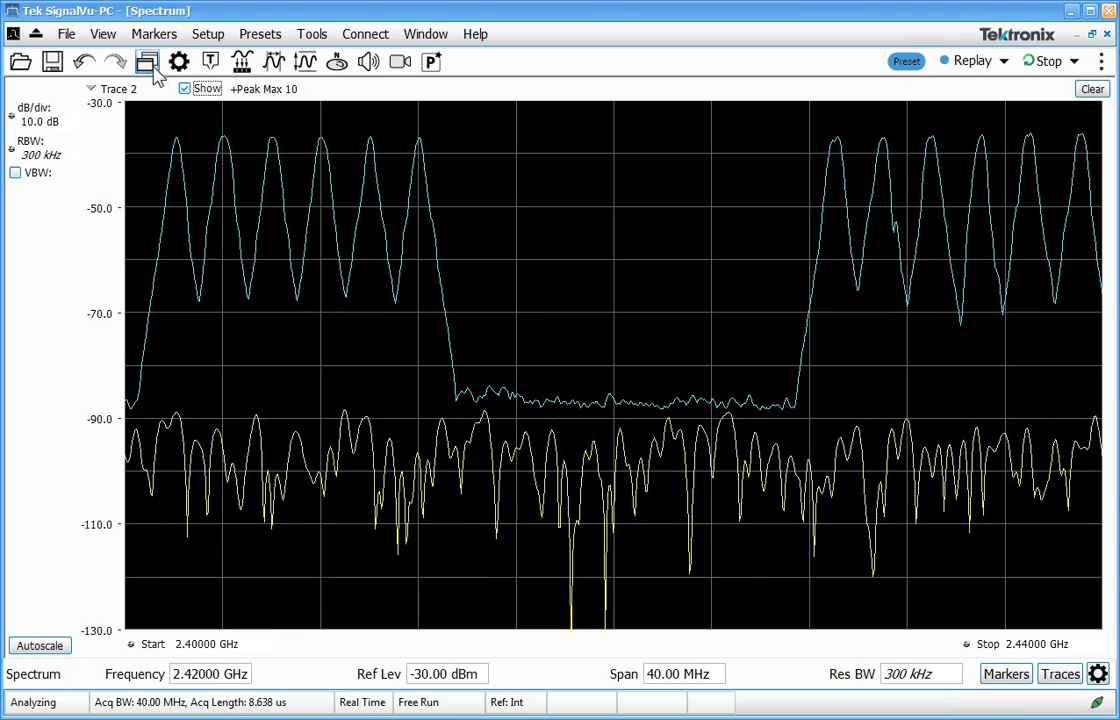 Tek SignalVu-PC - [Spectrum]
File View Markers Setup Presets Tools Connect Window Help
Tektronix
T P* Preset Replay Stop
Trace 2 Show +Peak Max 10 Clear
dB/div:
10.0 dB
RBW:
300 kHz
VBW:
-30.0
-50.0
-70.0
-90.0
-110.0
-130.0
Autoscale
Start 2.40000 GHz Stop 2.44000 GHz
Spectrum Frequency 2.42000 GHz Ref Lev -30.00 dBm Span 40.00 MHz Res BW 300 kHz Markers Traces
Analyzing Acq BW: 40.00 MHz, Acq Length: 8.638 us Real Time Free Run Ref: Int